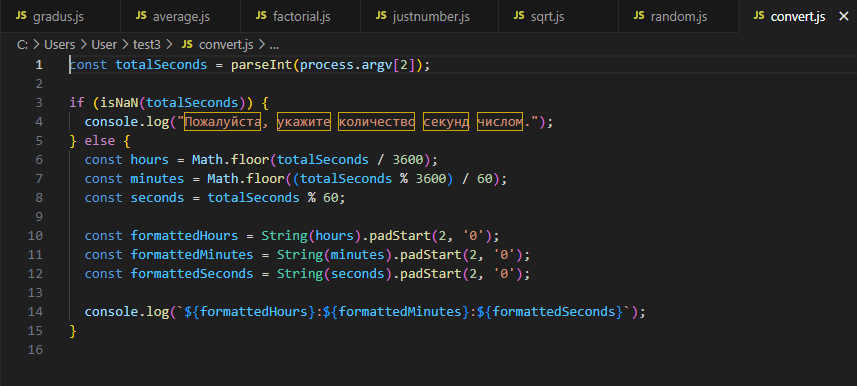 JS gradus.js JS average.js JS factorial.js JS justnumber.js JS sqrt.js JS random.js JS convert.js ×
C: > Users > User > test3 > JS convert.js > ...
1 const totalSeconds = parseInt(process.argv[2]);
2
3 if (isNaN(totalSeconds)) {
4 console.log("Пожалуйста, укажите количество секунд числом.");
5 } else {
6 const hours = Math.floor(totalSeconds / 3600);
7 const minutes = Math.floor((totalSeconds % 3600) / 60);
8 const seconds = totalSeconds % 60;
9
10 const formattedHours = String(hours).padStart(2, '0');
11 const formattedMinutes = String(minutes).padStart(2, '0');
12 const formattedSeconds = String(seconds).padStart(2, '0');
13
14 console.log(`${formattedHours}:${formattedMinutes}:${formattedSeconds}`);
15 }
16